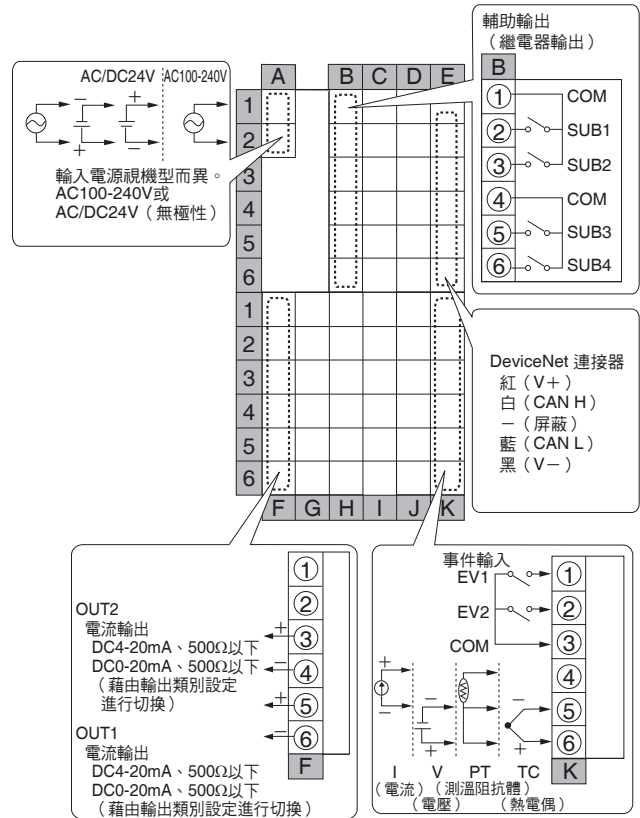 AC/DC24V AC100-240V
－ ＋
＋ －
輸入電源視機型而異。
AC100-240V或
AC/DC24V（無極性）
A B C D E
1
2
3
4
5
6
1
2
3
4
5
6
F G H I J K
輔助輸出
（繼電器輸出）
B
① COM
② SUB1
③ SUB2
④ COM
⑤ SUB3
⑥ SUB4
DeviceNet 連接器
紅（V＋）
白（CAN H）
－（屏蔽）
藍（CAN L）
黑（V－）
OUT2
電流輸出
DC4-20mA、500Ω以下
DC0-20mA、500Ω以下
（藉由輸出類別設定
進行切換）
OUT1
電流輸出
DC4-20mA、500Ω以下
DC0-20mA、500Ω以下
（藉由輸出類別設定進行切換）
①
②
＋ ③
－ ④
＋ ⑤
－ ⑥
F
事件輸入
EV1 ①
EV2 ②
COM ③
④
⑤
⑥
K
＋ － －
－ ＋ ＋
I V PT TC
（電流）（測溫阻抗體）
（電壓） （熱電偶）